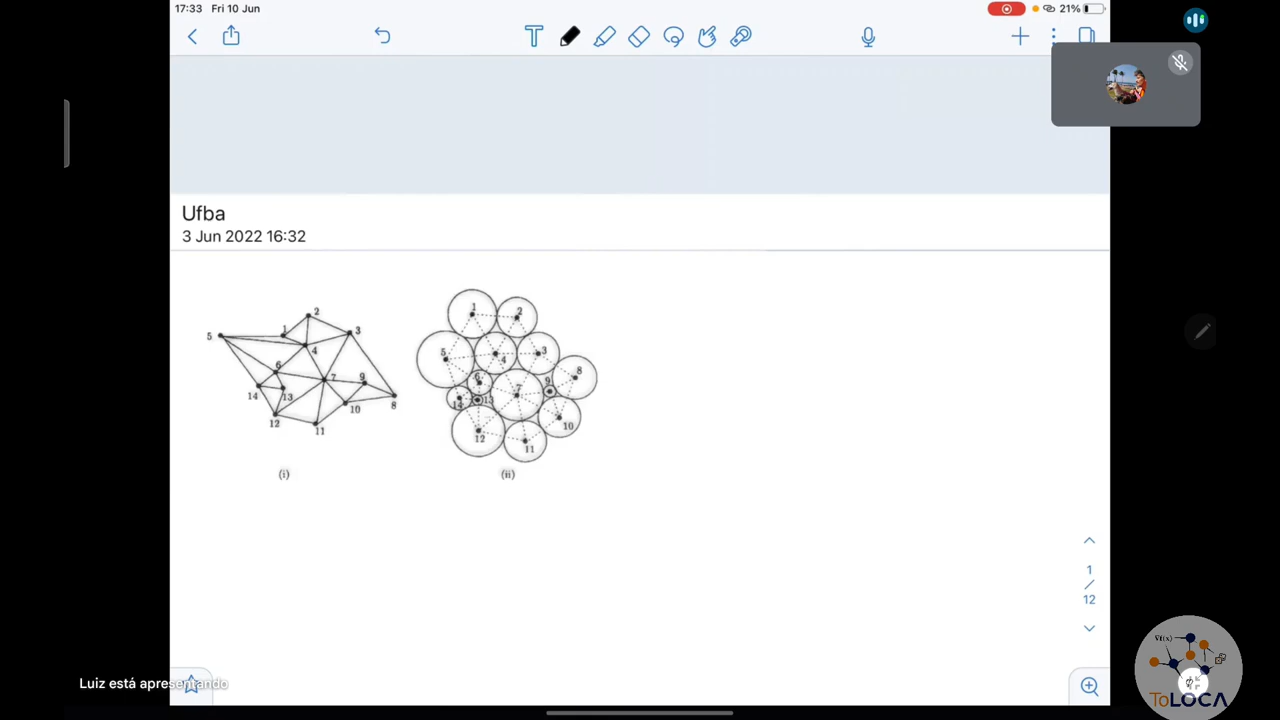 17:33 Fri 10 Jun 21%
Ufba
3 Jun 2022 16:32
1 2 3 4 5 6 7 8 9 10 11 12 13 14
(i)
1 2 3 4 5 6 7 8 9 10 11 12 13 14
(ii)
1
/
12
Luiz está apresentando
∇f(x)
ToLOCA